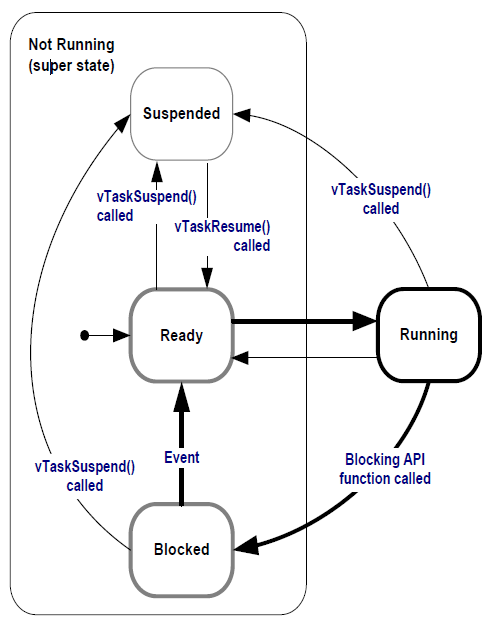 Not Running
(super state)
Suspended
vTaskSuspend()
called
vTaskSuspend()
called
vTaskResume()
called
Ready
Running
Event
vTaskSuspend()
called
Blocking API
function called
Blocked